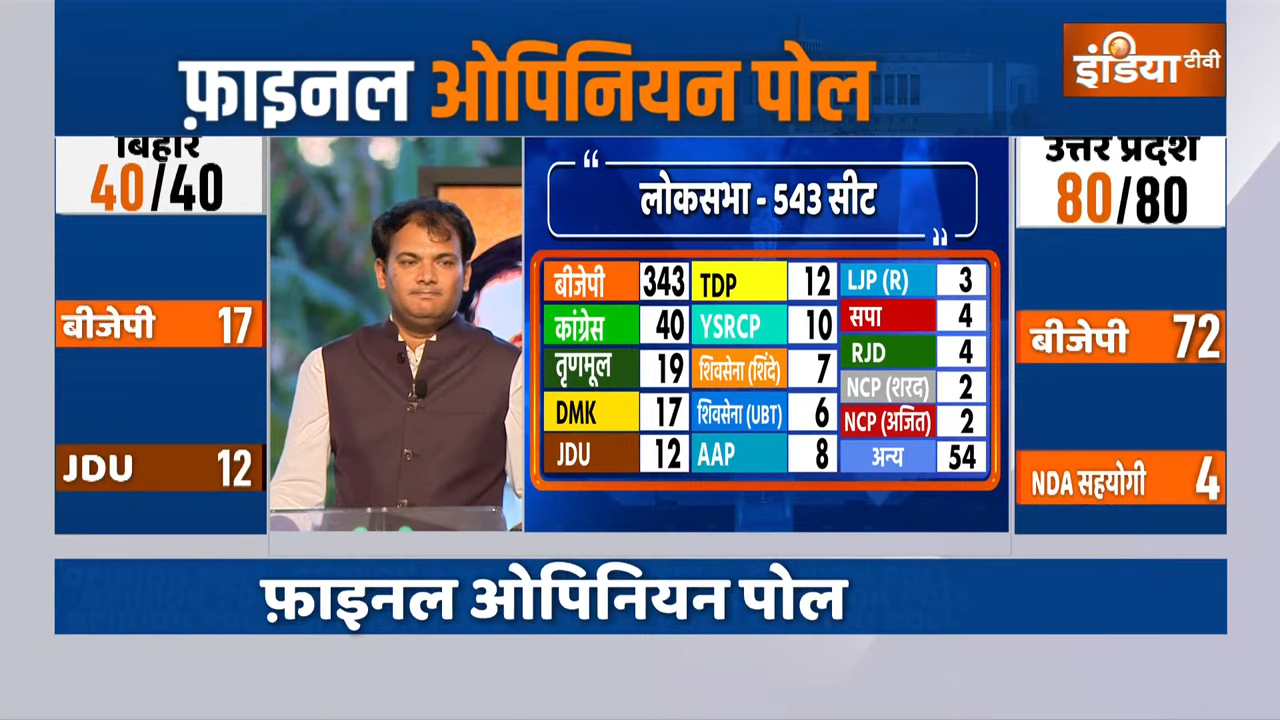 फ़ाइनल ओपिनियन पोल
इंडिया टीवी
बिहार
40/40
बीजेपी 17
JDU 12
“ लोकसभा - 543 सीट ”
बीजेपी 343 TDP 12 LJP (R) 3
कांग्रेस 40 YSRCP 10 सपा 4
तृणमूल 19 शिवसेना (शिंदे) 7 RJD 4
DMK 17 शिवसेना (UBT) 6 NCP (शरद) 2
NCP (अजित) 2
JDU 12 AAP 8 अन्य 54
उत्तर प्रदेश
80/80
बीजेपी 72
NDA सहयोगी 4
फ़ाइनल ओपिनियन पोल